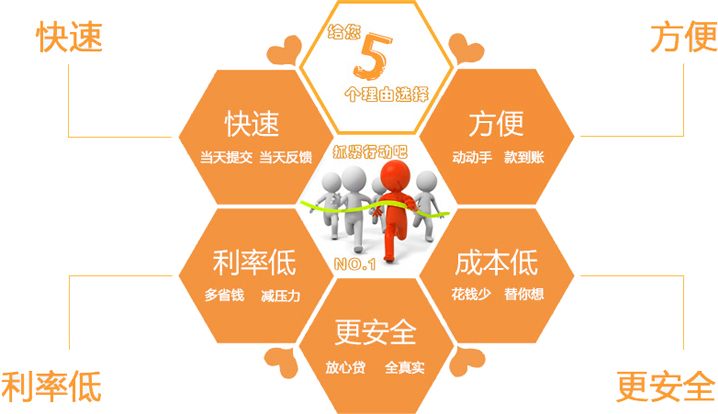 快速
方便
给您
5
个理由选择
快速
当天提交 当天反馈
方便
动动手 款到账
抓紧行动吧
NO.1
利率低
多省钱 减压力
成本低
花钱少 替你想
更安全
放心贷 全真实
利率低
更安全